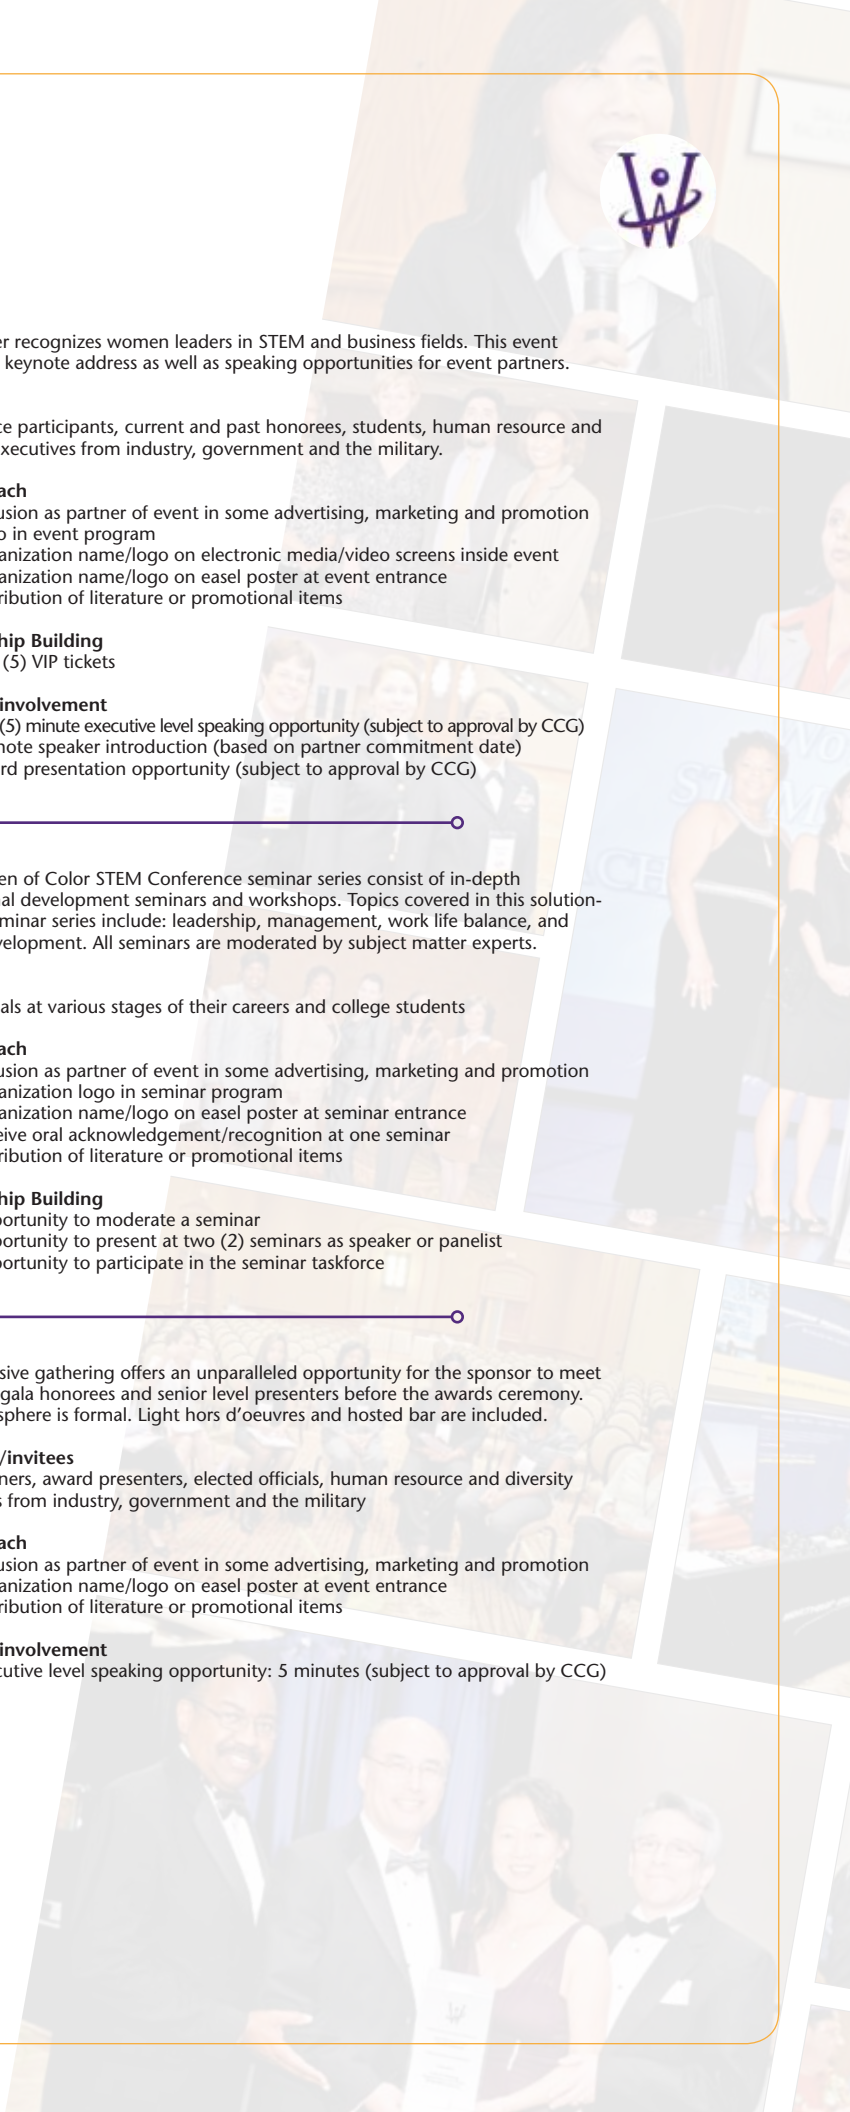 er recognizes women leaders in STEM and business fields. This event
keynote address as well as speaking opportunities for event partners.
ce participants, current and past honorees, students, human resource and
xecutives from industry, government and the military.
ach
usion as partner of event in some advertising, marketing and promotion
o in event program
anization name/logo on electronic media/video screens inside event
anization name/logo on easel poster at event entrance
ribution of literature or promotional items
hip Building
(5) VIP tickets
involvement
(5) minute executive level speaking opportunity (subject to approval by CCG)
note speaker introduction (based on partner commitment date)
rd presentation opportunity (subject to approval by CCG)
en of Color STEM Conference seminar series consist of in-depth
al development seminars and workshops. Topics covered in this solution-
eminar series include: leadership, management, work life balance, and
velopment. All seminars are moderated by subject matter experts.
als at various stages of their careers and college students
ach
usion as partner of event in some advertising, marketing and promotion
anization logo in seminar program
anization name/logo on easel poster at seminar entrance
eive oral acknowledgement/recognition at one seminar
ribution of literature or promotional items
hip Building
portunity to moderate a seminar
portunity to present at two (2) seminars as speaker or panelist
portunity to participate in the seminar taskforce
sive gathering offers an unparalleled opportunity for the sponsor to meet
gala honorees and senior level presenters before the awards ceremony.
sphere is formal. Light hors d’oeuvres and hosted bar are included.
/invitees
ners, award presenters, elected officials, human resource and diversity
s from industry, government and the military
ach
usion as partner of event in some advertising, marketing and promotion
anization name/logo on easel poster at event entrance
ribution of literature or promotional items
involvement
cutive level speaking opportunity: 5 minutes (subject to approval by CCG)